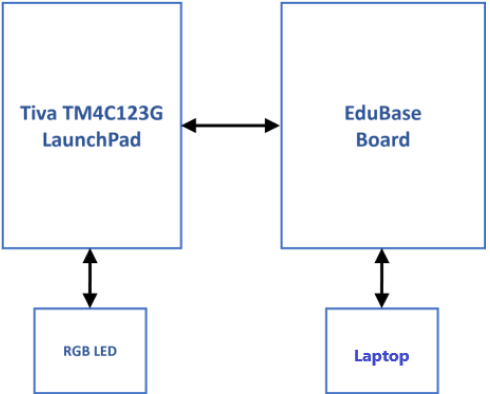 Tiva TM4C123G
LaunchPad
EduBase
Board
RGB LED
Laptop